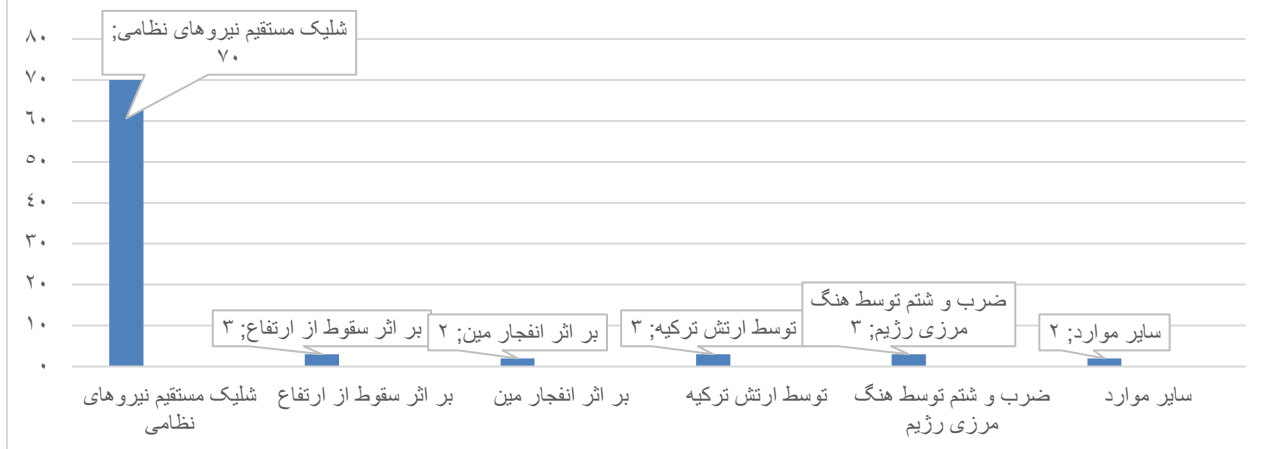 شلیک مستقیم نیروهای نظامی;
۷۰
۸۰
۷۰
۶۰
۵۰
٤۰
۳۰
۲۰
۱۰
۰
بر اثر سقوط از ارتفاع; ۳
بر اثر انفجار مین; ۲
توسط ارتش ترکیه; ۳
ضرب و شتم توسط هنگ
مرزی رژیم; ۳
سایر موارد; ۲
شلیک مستقیم نیروهای
نظامی
بر اثر سقوط از ارتفاع
بر اثر انفجار مین
توسط ارتش ترکیه
ضرب و شتم توسط هنگ
مرزی رژیم
سایر موارد